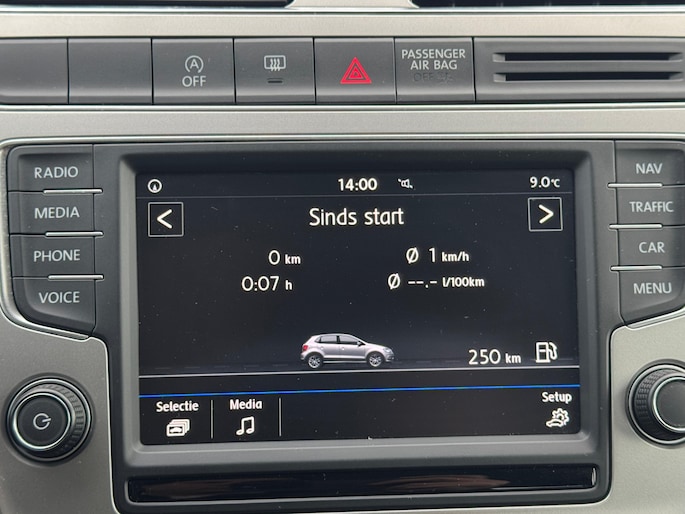 A
OFF
PASSENGER
AIR BAG
RADIO
MEDIA
PHONE
VOICE
NAV
TRAFFIC
CAR
MENU
14:00
9.0°C
Sinds start
0 km
Ø 1 km/h
0:07 h
Ø --.- l/100km
250 km
Selectie
Media
Setup